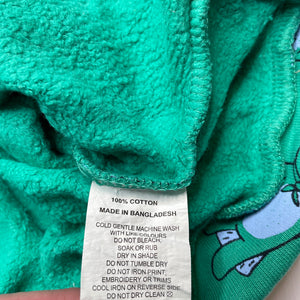 100% COTTON
MADE IN BANGLADESH
COLD GENTLE MACHINE WASH
WITH LIKE COLOURS
DO NOT BLEACH,
SOAK OR RUB
DRY IN SHADE
DO NOT TUMBLE DRY
DO NOT IRON PRINT,
EMBROIDERY OR TRIMS
COOL IRON ON REVERSE SIDE
DO NOT DRY CLEAN